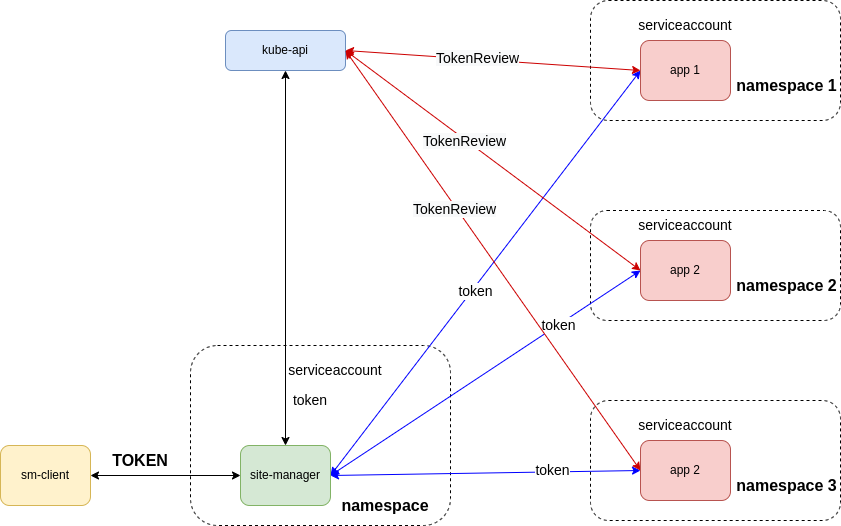 serviceaccount
kube-api
TokenReview
app 1
namespace 1
TokenReview
TokenReview
serviceaccount
app 2
namespace 2
token
token
serviceaccount
token
serviceaccount
TOKEN
sm-client
site-manager
namespace
token
app 2
namespace 3